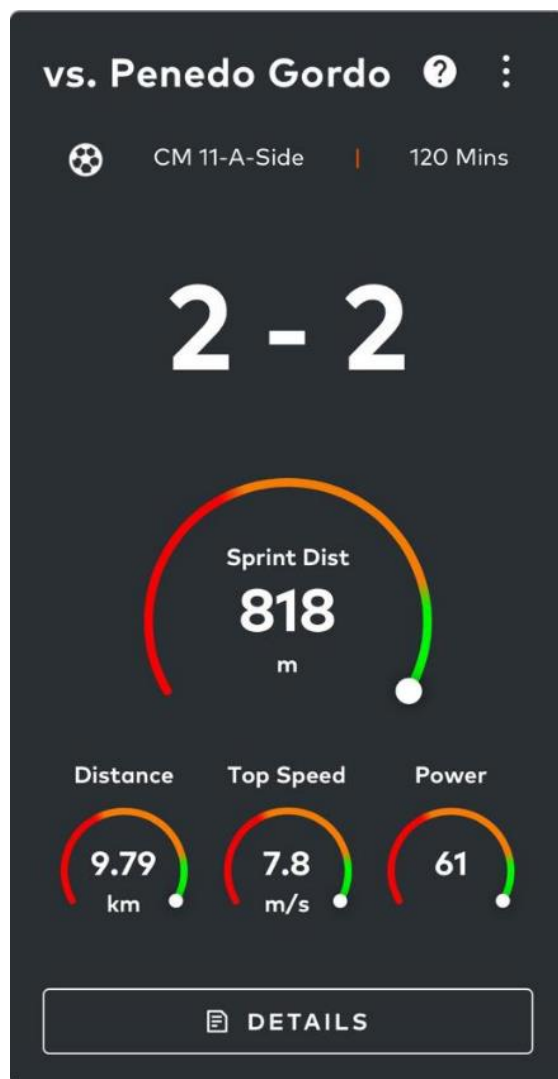 vs. Penedo Gordo ?
CM 11-A-Side | 120 Mins
2 - 2
Sprint Dist
818
m
Distance Top Speed Power
9.79 7.8 61
km m/s
DETAILS